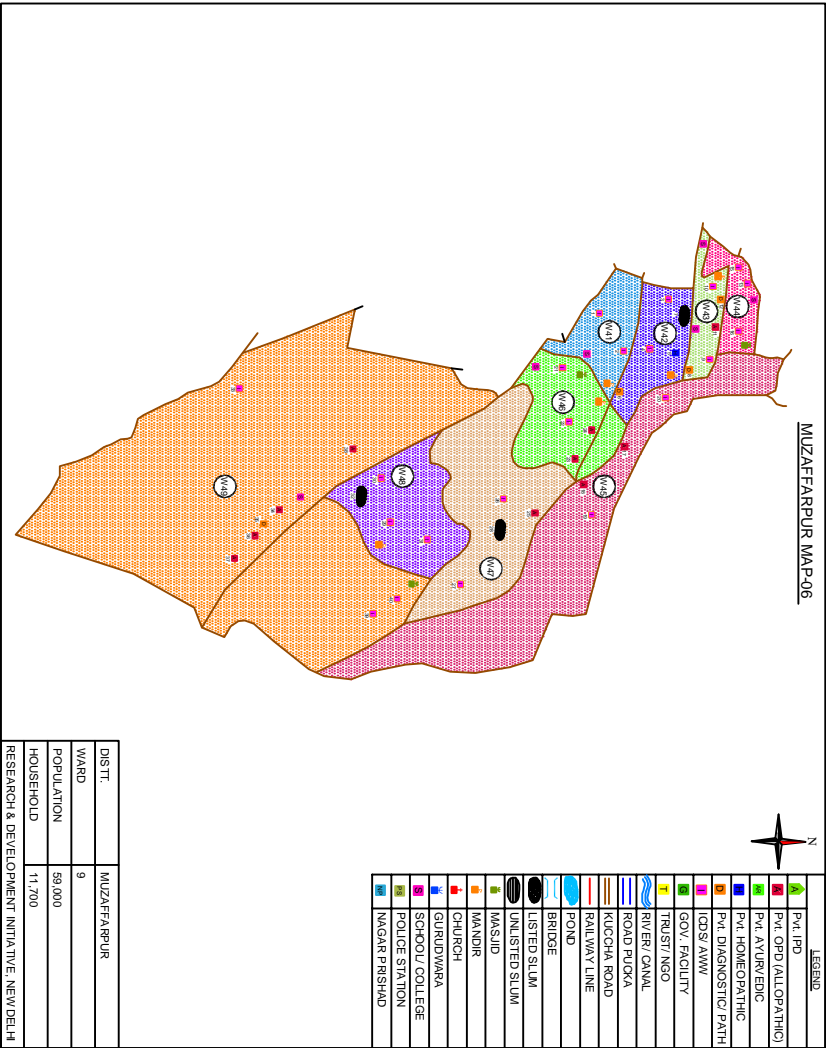 MUZAFFARPUR MAP-06
N
W44
W43
W42
W41
W46
W45
W47
W48
W49
LEGEND
A Pvt. IPD
A Pvt. OPD (ALLOPATHIC)
AR Pvt. AYURVEDIC
H Pvt. HOMEOPATHIC
D Pvt. DIAGNOSTIC/ PATH
I ICDS/ AWW
G GOV. FACILITY
T TRUST/ NGO
RIVER/ CANAL
ROAD PUCKA
KUCCHA ROAD
RAILWAY LINE
POND
BRIDGE
LISTED SLUM
UNLISTED SLUM
MASJID
MANDIR
CHURCH
GURUDWARA
S SCHOOL/ COLLEGE
PS POLICE STATION
NP NAGAR PRISHAD
DISTT. MUZAFFARPUR
WARD 9
POPULATION 59,000
HOUSEHOLD 11,700
RESEARCH & DEVELOPMENT INITIATIVE, NEW DELHI